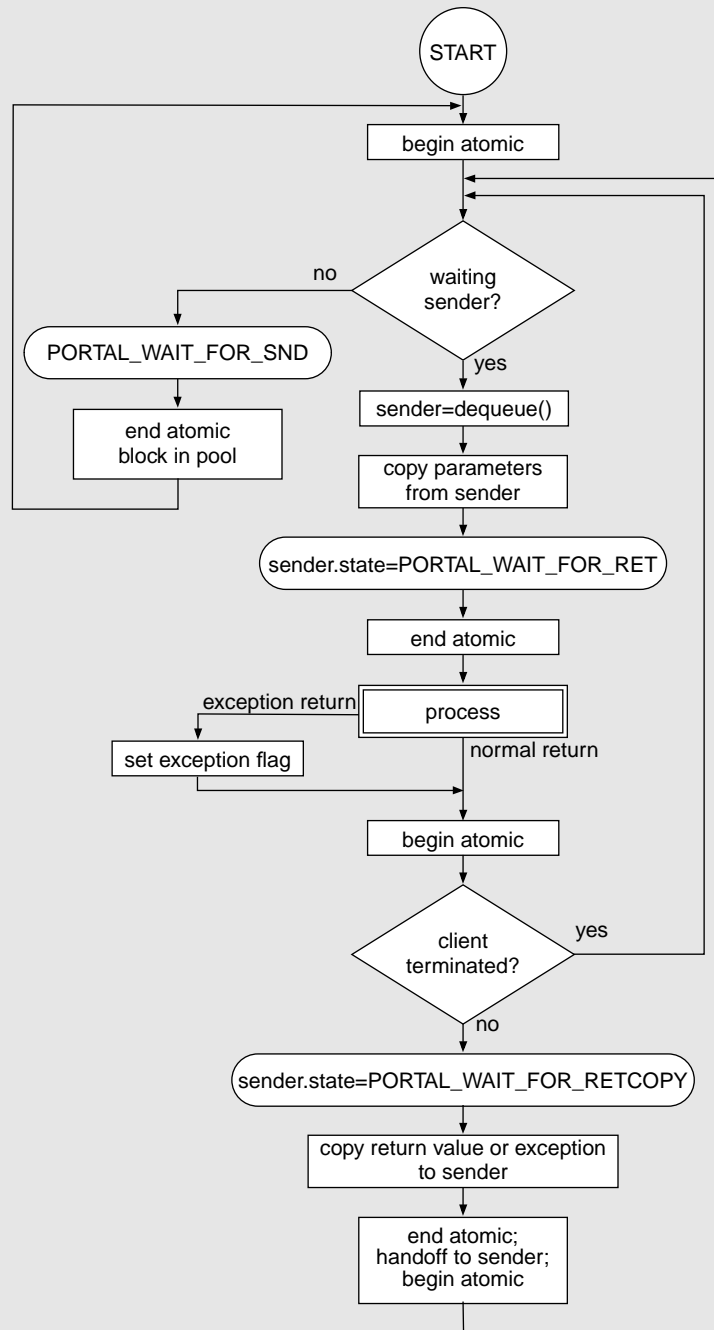 START
begin atomic
no
waiting
sender?
PORTAL_WAIT_FOR_SND
yes
end atomic
block in pool
sender=dequeue()
copy parameters
from sender
sender.state=PORTAL_WAIT_FOR_RET
end atomic
exception return
process
set exception flag
normal return
begin atomic
client
terminated?
yes
no
sender.state=PORTAL_WAIT_FOR_RETCOPY
copy return value or exception
to sender
end atomic;
handoff to sender;
begin atomic